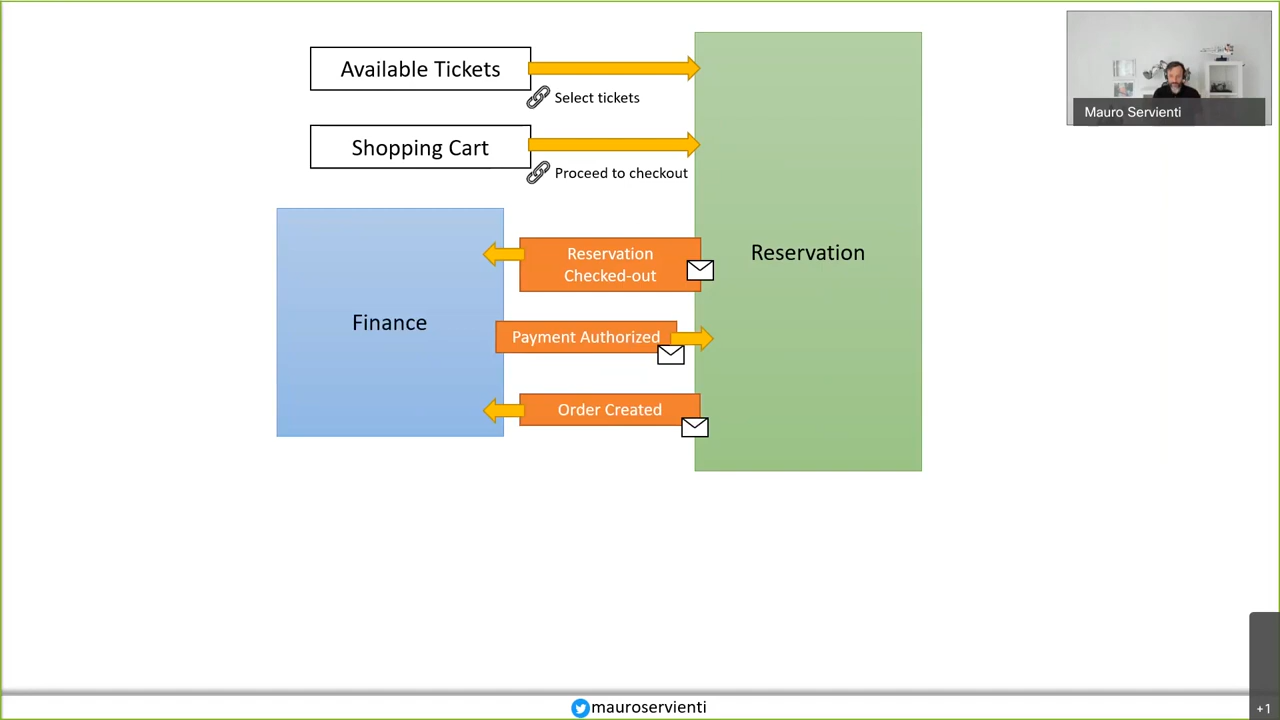 Available Tickets
Select tickets
Shopping Cart
Proceed to checkout
Mauro Servienti
Reservation
Checked-out
Reservation
Finance
Payment Authorized
Order Created
mauroservienti
+1